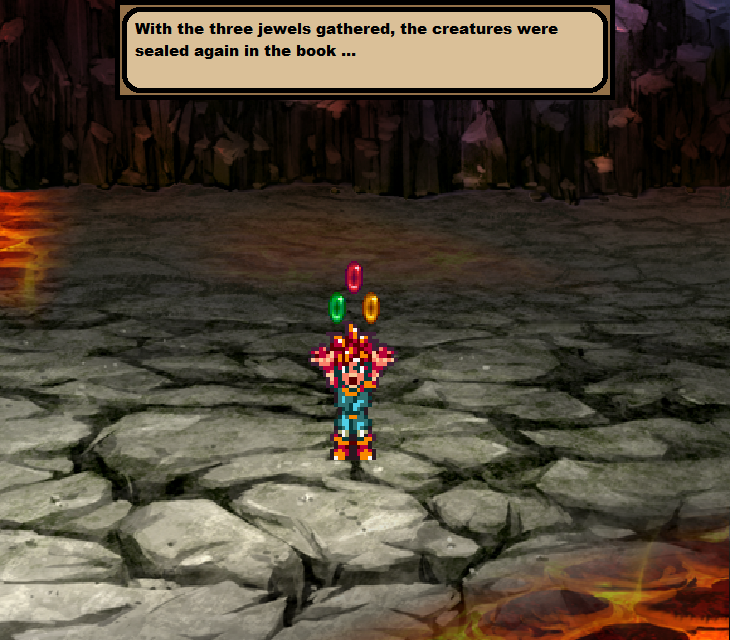 With the three jewels gathered, the creatures were
sealed again in the book ...